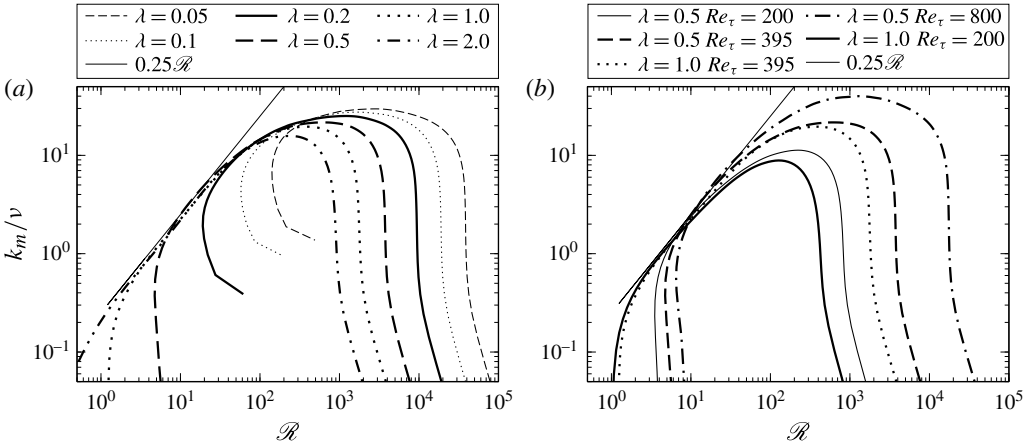 λ = 0.05 λ = 0.2 λ = 1.0
λ = 0.1 λ = 0.5 λ = 2.0
0.25ℛ
λ = 0.5 Reτ = 200 λ = 0.5 Reτ = 800
λ = 0.5 Reτ = 395 λ = 1.0 Reτ = 200
λ = 1.0 Reτ = 395 0.25ℛ
(a)
(b)
10¹ 10¹
k_m/ν 10⁰ 10⁰
10⁻¹ 10⁻¹
10⁰ 10¹ 10² 10³ 10⁴ 10⁵ 10⁰ 10¹ 10² 10³ 10⁴ 10⁵
ℛ ℛ